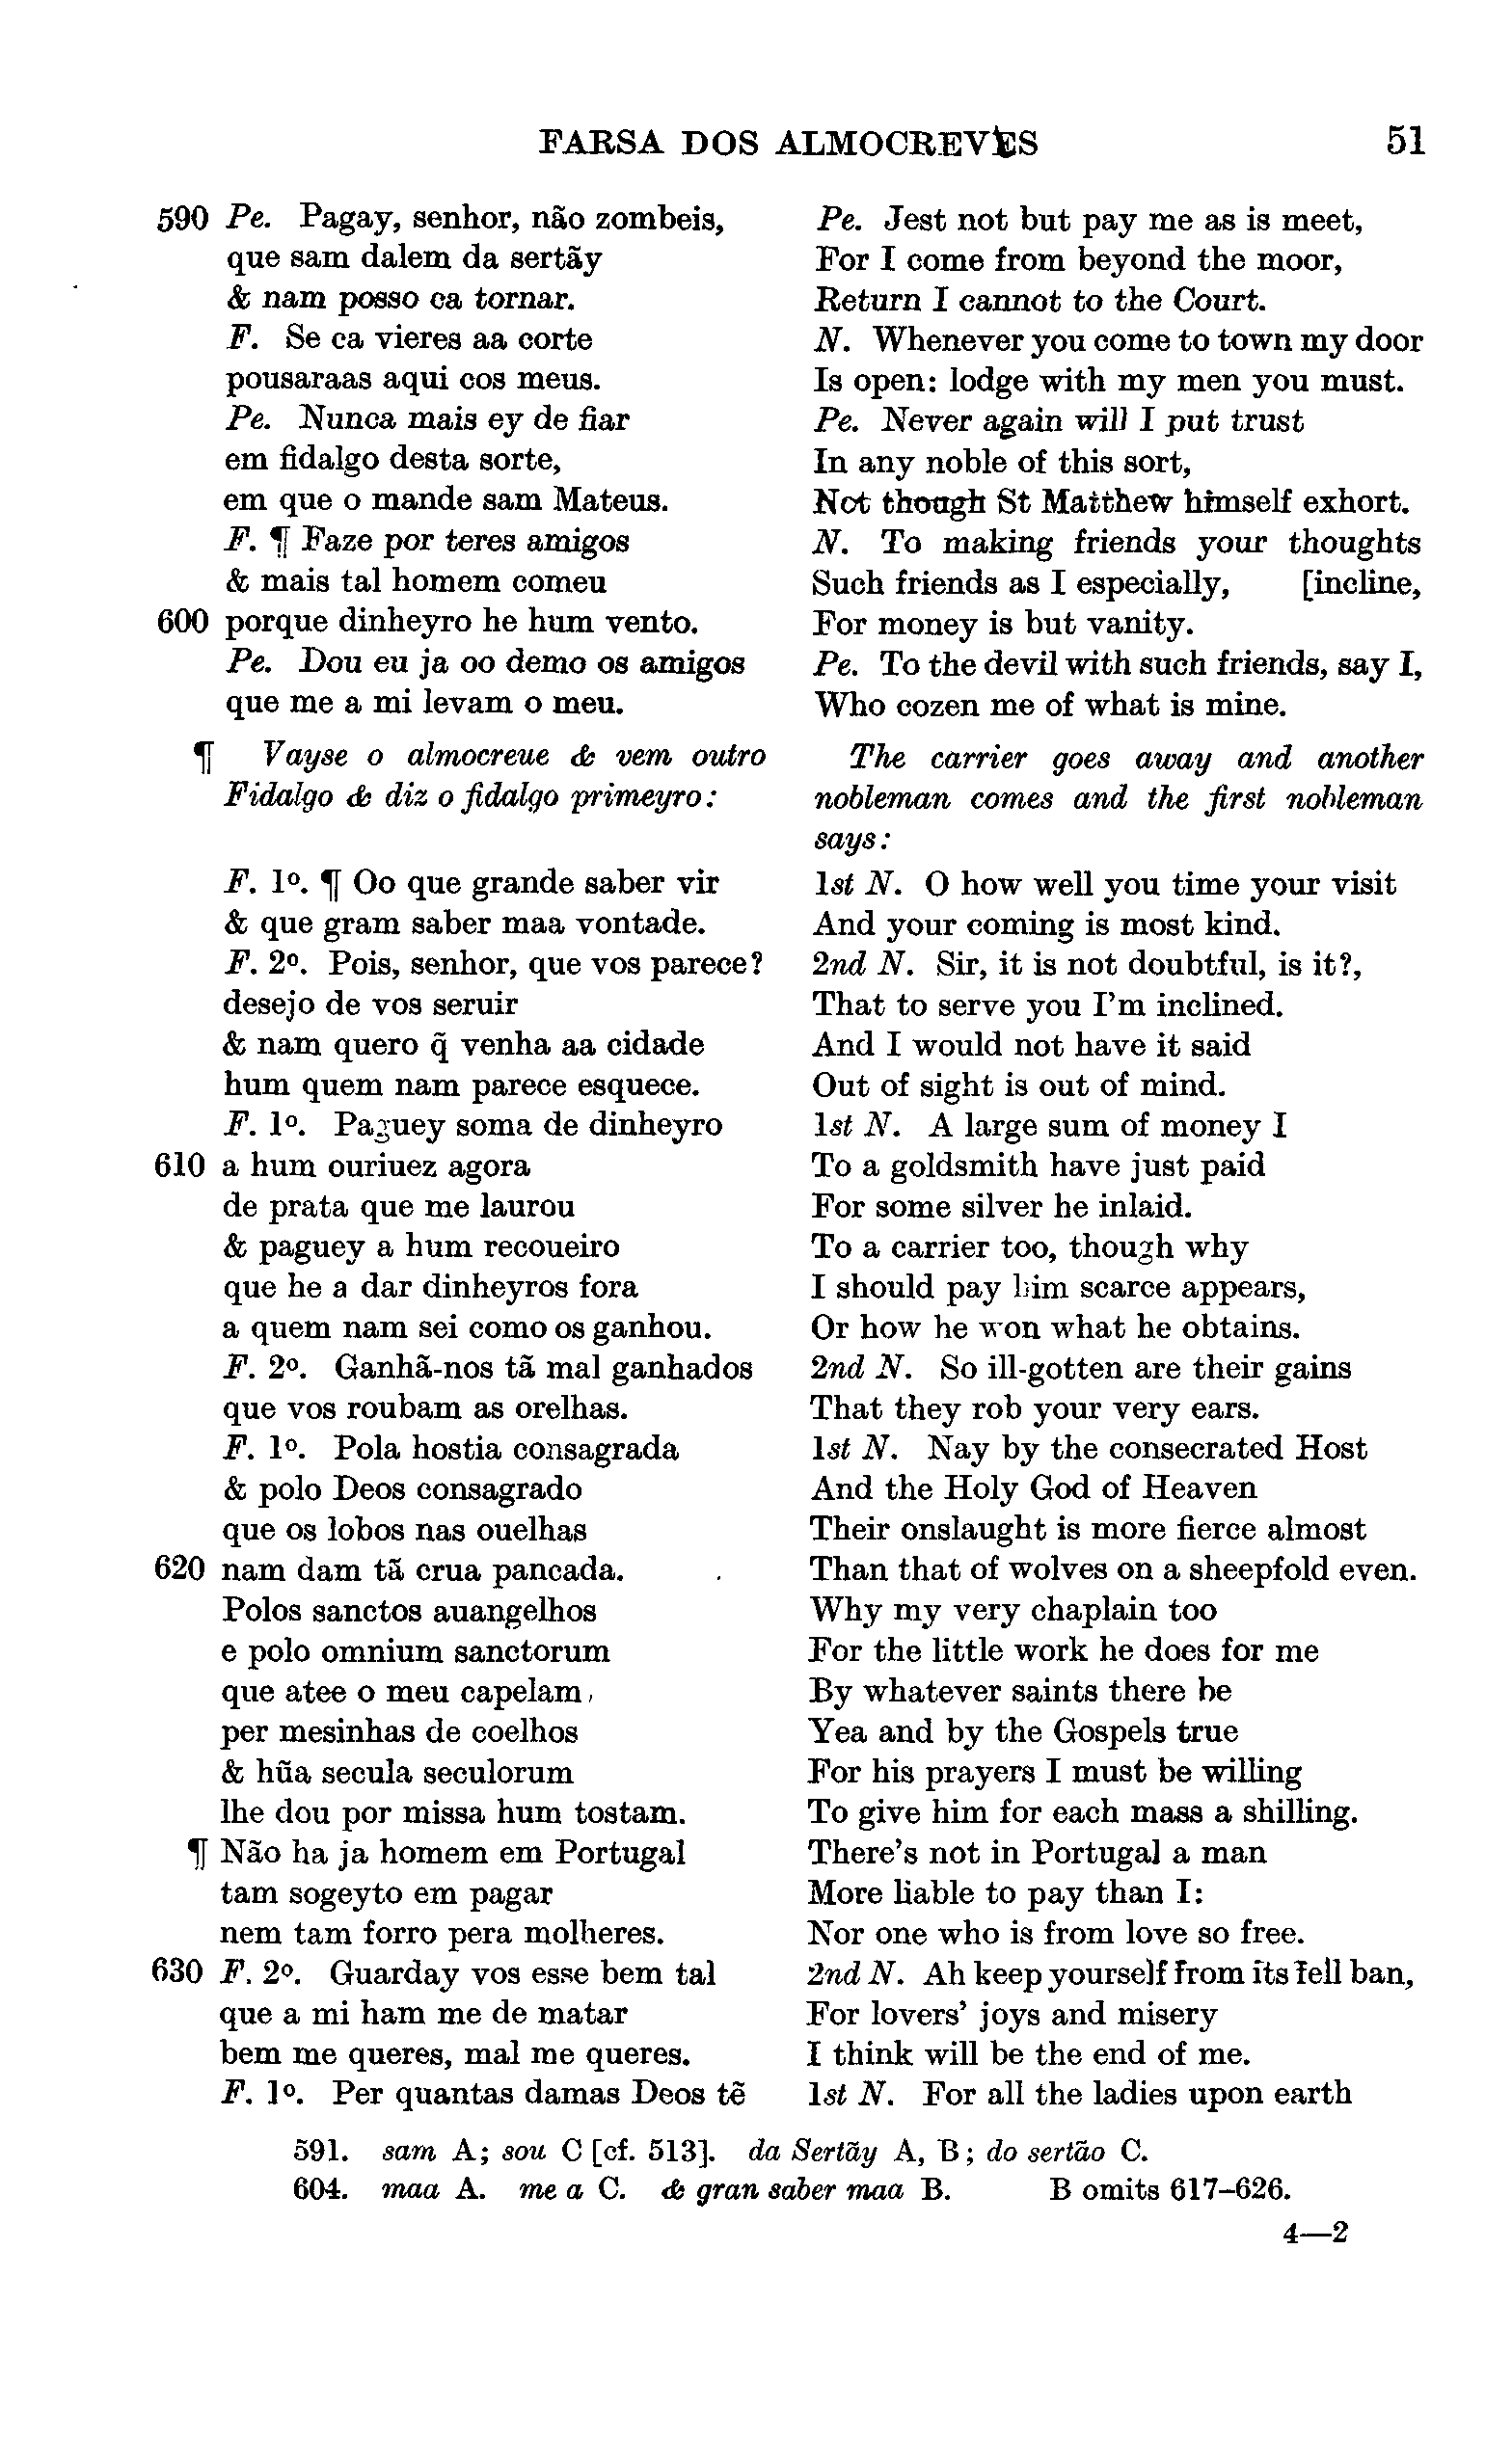 FARSA DOS ALMOCREVES 51
590 Pe. Pagay, senhor, não zombeis,
que sam dalem da sertãy
& nam posso ca tornar.
F. Se ca vieres aa corte
pousaraas aqui cos meus.
Pe. Nunca mais ey de fiar
em fidalgo desta sorte,
em que o mande sam Mateus.
F. ¶ Faze por teres amigos
& mais tal homem comeu
600 porque dinheyro he hum vento.
Pe. Dou eu ja oo demo os amigos
que me a mi levam o meu.
¶ Vayse o almocreue & vem outro
Fidalgo & diz o fidalgo primeyro:
F. 1º. ¶ Oo que grande saber vir
& que gram saber maa vontade.
F. 2º. Pois, senhor, que vos parece?
desejo de vos seruir
& nam quero q̃ venha aa cidade
hum quem nam parece esquece.
F. 1º. Paguey soma de dinheyro
610 a hum ouriuez agora
de prata que me laurou
& paguey a hum recoueiro
que he a dar dinheyros fora
a quem nam sei como os ganhou.
F. 2º. Ganhã-nos tã mal ganhados
que vos roubam as orelhas.
F. 1º. Pola hostia consagrada
& polo Deos consagrado
que os lobos nas ouelhas
620 nam dam tã crua pancada.
Polos sanctos auangelhos
e polo omnium sanctorum
que atee o meu capelam,
per mesinhas de coelhos
& hũa secula seculorum
lhe dou por missa hum tostam.
¶ Não ha ja homem em Portugal
tam sogeyto em pagar
nem tam forro pera molheres.
630 F. 2º. Guarday vos esse bem tal
que a mi ham me de matar
bem me queres, mal me queres.
F. 1º. Per quantas damas Deos tẽ
Pe. Jest not but pay me as is meet,
For I come from beyond the moor,
Return I cannot to the Court.
N. Whenever you come to town my door
Is open: lodge with my men you must.
Pe. Never again will I put trust
In any noble of this sort,
Not though St Matthew himself exhort.
N. To making friends your thoughts
Such friends as I especially, [incline,
For money is but vanity.
Pe. To the devil with such friends, say I,
Who cozen me of what is mine.
The carrier goes away and another
nobleman comes and the first nobleman
says:
1st N. O how well you time your visit
And your coming is most kind.
2nd N. Sir, it is not doubtful, is it?,
That to serve you I'm inclined.
And I would not have it said
Out of sight is out of mind.
1st N. A large sum of money I
To a goldsmith have just paid
For some silver he inlaid.
To a carrier too, though why
I should pay him scarce appears,
Or how he won what he obtains.
2nd N. So ill-gotten are their gains
That they rob your very ears.
1st N. Nay by the consecrated Host
And the Holy God of Heaven
Their onslaught is more fierce almost
Than that of wolves on a sheepfold even.
Why my very chaplain too
For the little work he does for me
By whatever saints there be
Yea and by the Gospels true
For his prayers I must be willing
To give him for each mass a shilling.
There's not in Portugal a man
More liable to pay than I:
Nor one who is from love so free.
2nd N. Ah keep yourself from its fell ban,
For lovers' joys and misery
I think will be the end of me.
1st N. For all the ladies upon earth
591. sam A; sou C [cf. 513]. da Sertãy A, B; do sertão C.
604. maa A. me a C. & gran saber maa B. B omits 617–626.
4—2